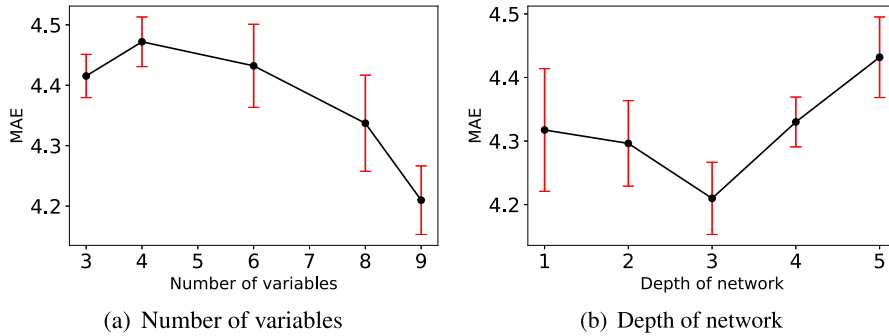 4.5
4.4
4.3
4.2
MAE
3 4 5 6 7 8 9
Number of variables
(a) Number of variables
4.5
4.4
4.3
4.2
MAE
1 2 3 4 5
Depth of network
(b) Depth of network